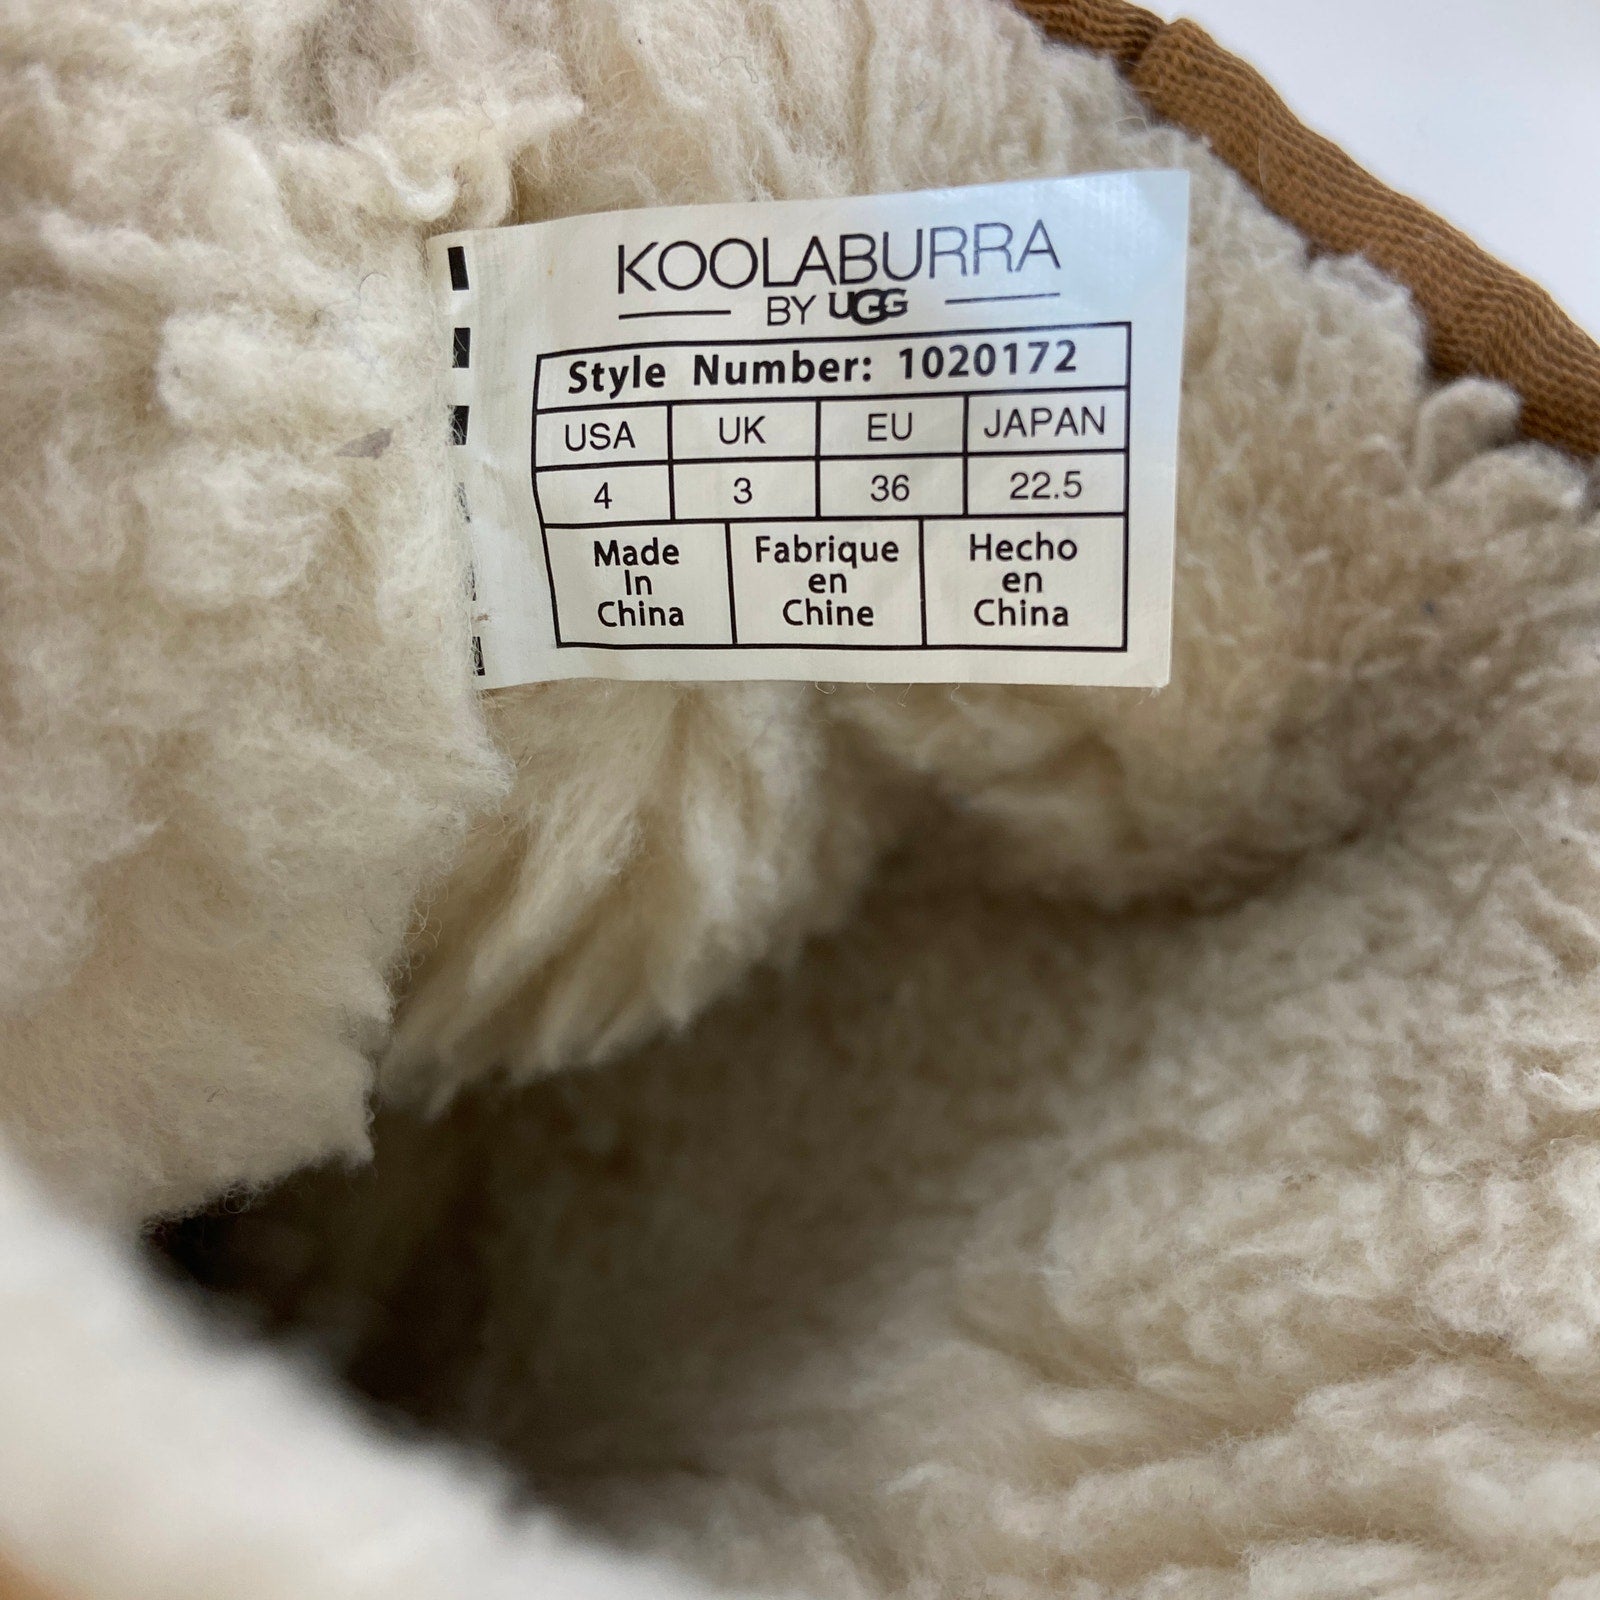 KOOLABURRA
BY UGG
Style Number: 1020172
USA UK EU JAPAN
4 3 36 22.5
Made Fabrique Hecho
In en en
China Chine China